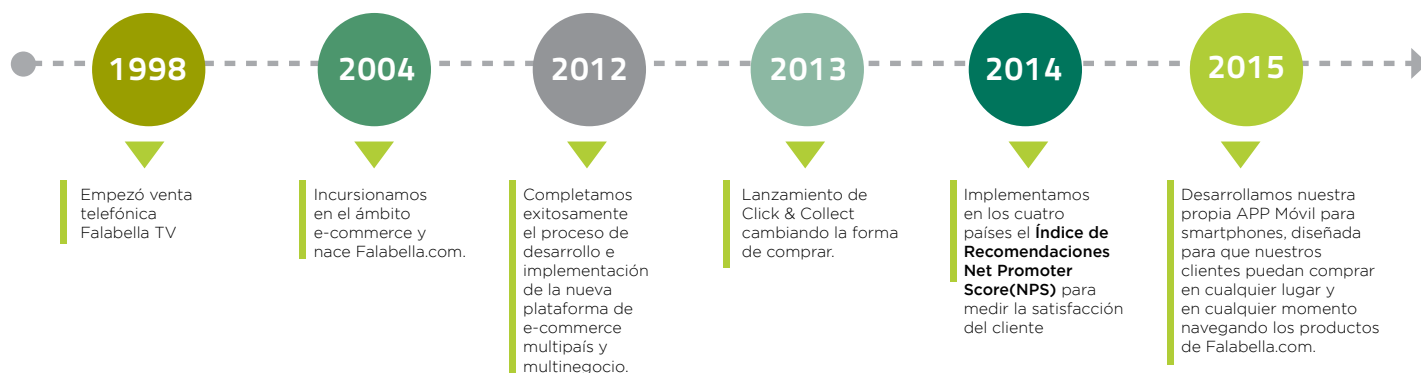 1998
Empezó venta
telefónica
Falabella TV
2004
Incursionamos
en el ámbito
e-commerce y
nace Falabella.com.
2012
Completamos
exitosamente
el proceso de
desarrollo e
implementación
de la nueva
plataforma de
e-commerce
multipaís y
multinegocio.
2013
Lanzamiento de
Click & Collect
cambiando la forma
de comprar.
2014
Implementamos
en los cuatro
países el Índice de
Recomendaciones
Net Promoter
Score(NPS) para
medir la satisfacción
del cliente
2015
Desarrollamos nuestra
propia APP Móvil para
smartphones, diseñada
para que nuestros
clientes puedan comprar
en cualquier lugar y
en cualquier momento
navegando los productos
de Falabella.com.